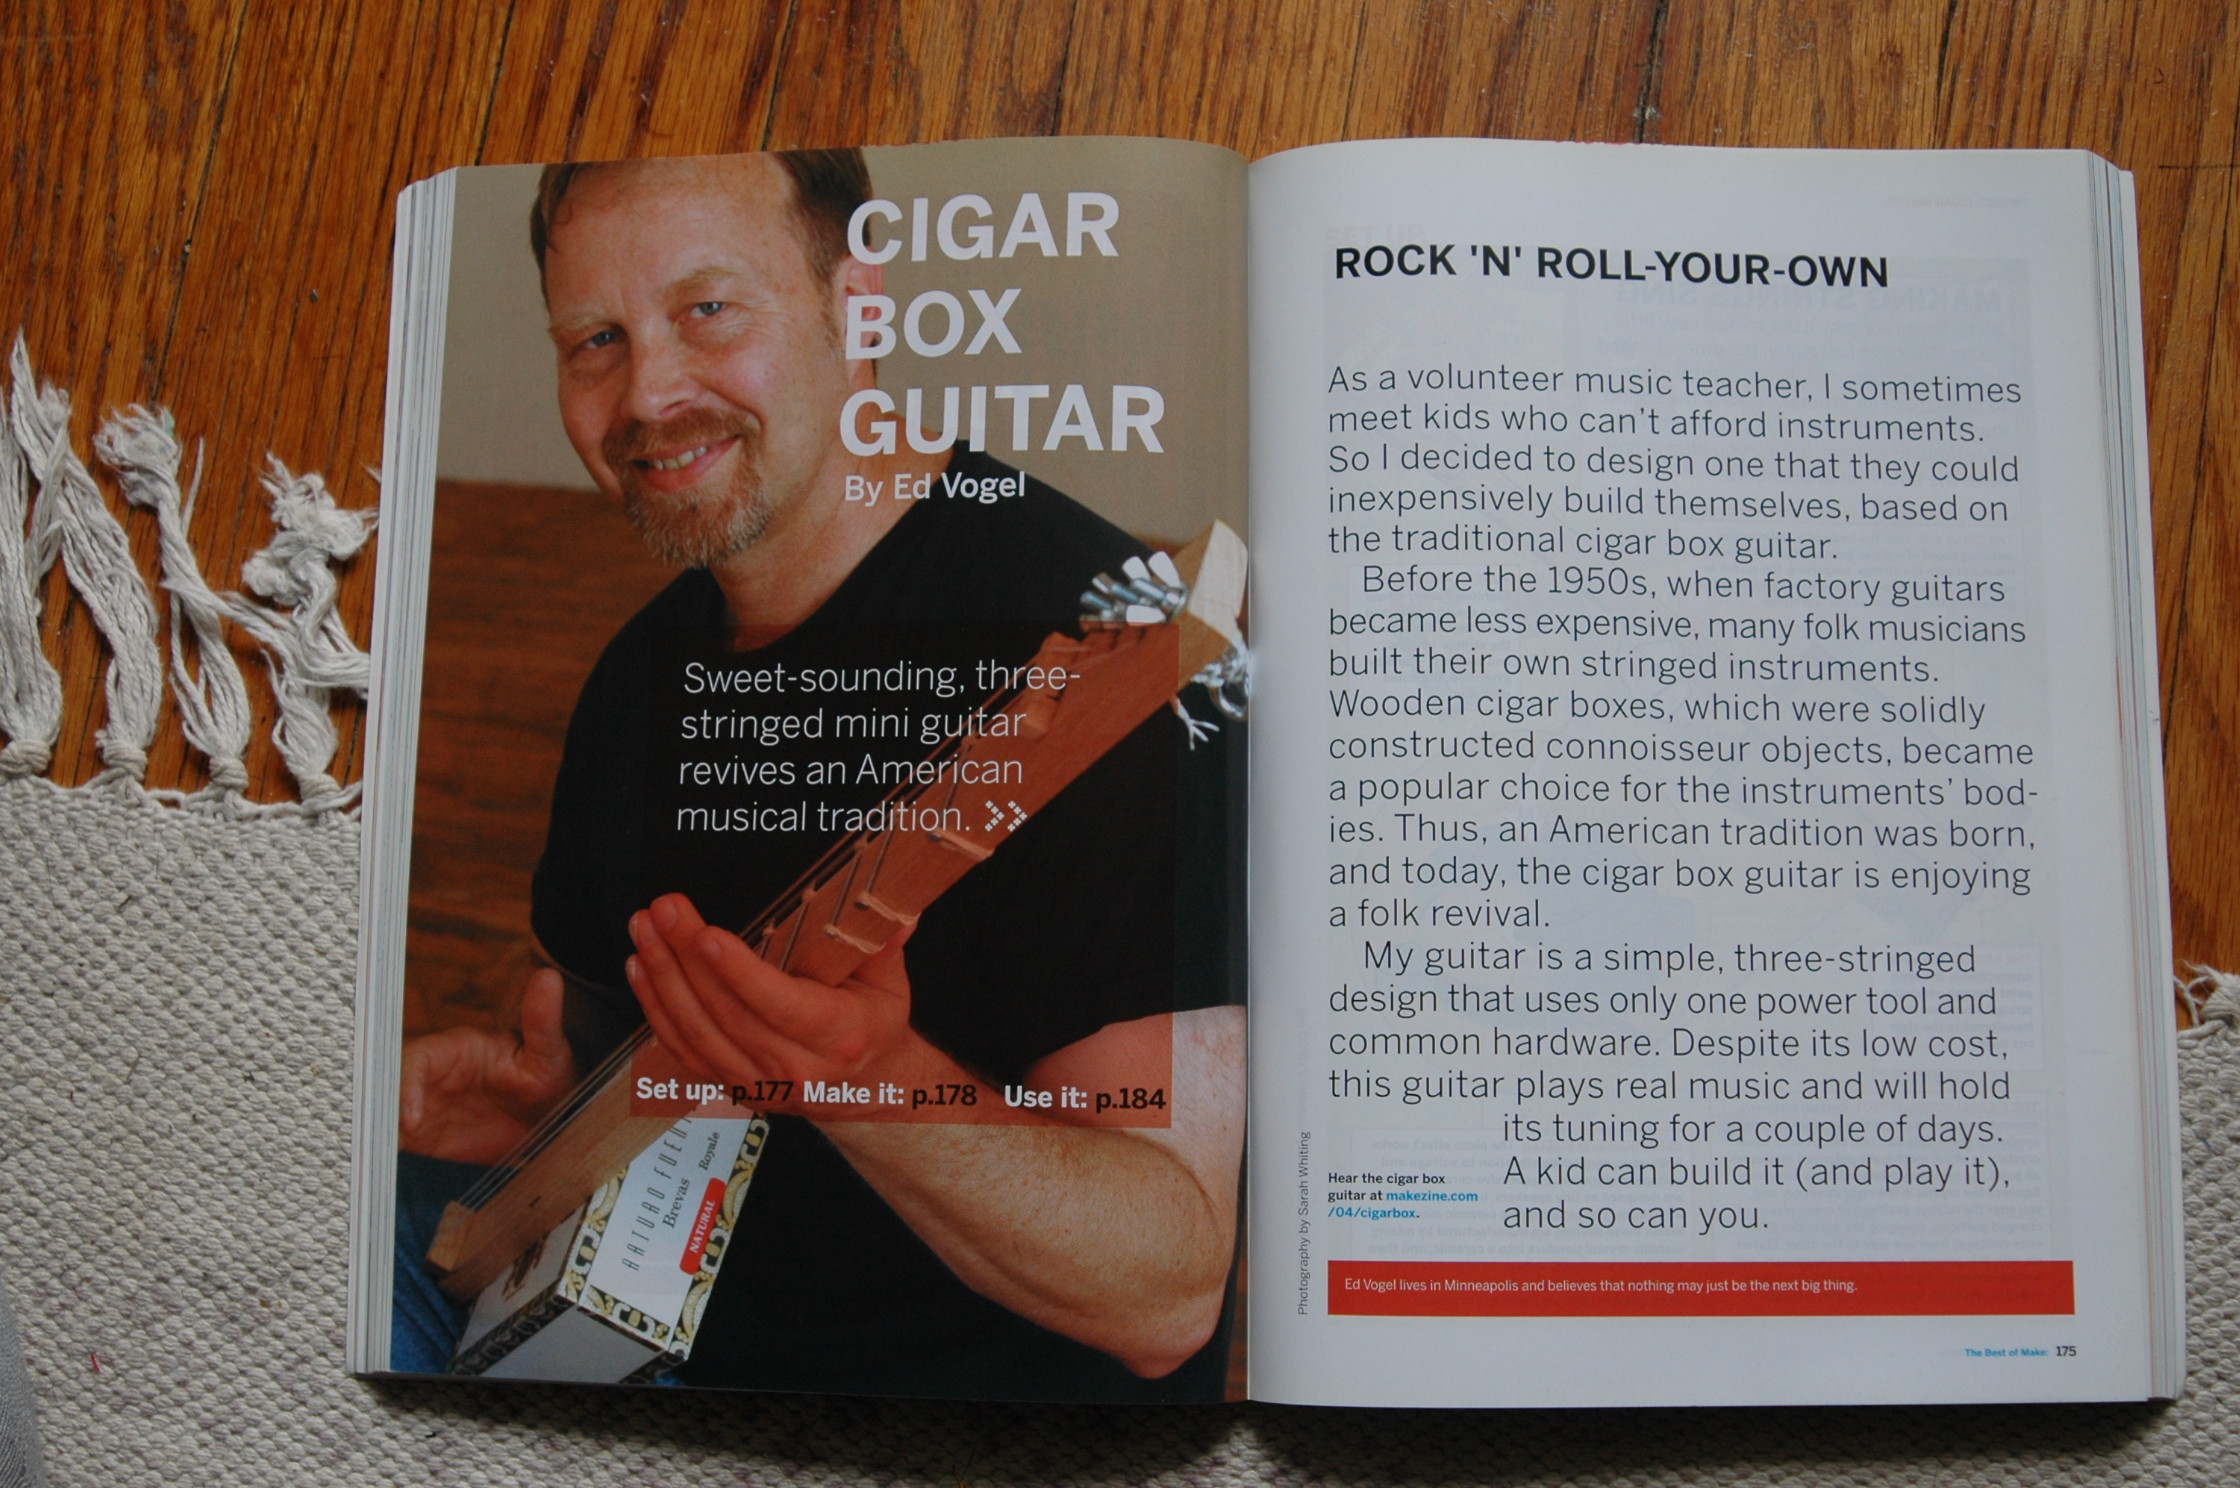 CIGAR
BOX
GUITAR
By Ed Vogel
Sweet-sounding, three-
stringed mini guitar
revives an American
musical tradition. »
Set up: p.177 Make it: p.178 Use it: p.184
ARTURO FUENTE
Brevas
Royale
NATURAL
ROCK 'N' ROLL-YOUR-OWN
As a volunteer music teacher, I sometimes
meet kids who can't afford instruments.
So I decided to design one that they could
inexpensively build themselves, based on
the traditional cigar box guitar.
Before the 1950s, when factory guitars
became less expensive, many folk musicians
built their own stringed instruments.
Wooden cigar boxes, which were solidly
constructed connoisseur objects, became
a popular choice for the instruments' bod-
ies. Thus, an American tradition was born,
and today, the cigar box guitar is enjoying
a folk revival.
My guitar is a simple, three-stringed
design that uses only one power tool and
common hardware. Despite its low cost,
this guitar plays real music and will hold
its tuning for a couple of days.
A kid can build it (and play it),
and so can you.
Hear the cigar box
guitar at makezine.com
/04/cigarbox.
Photography by Sarah Whiting
Ed Vogel lives in Minneapolis and believes that nothing may just be the next big thing.
The Best of Make: 175